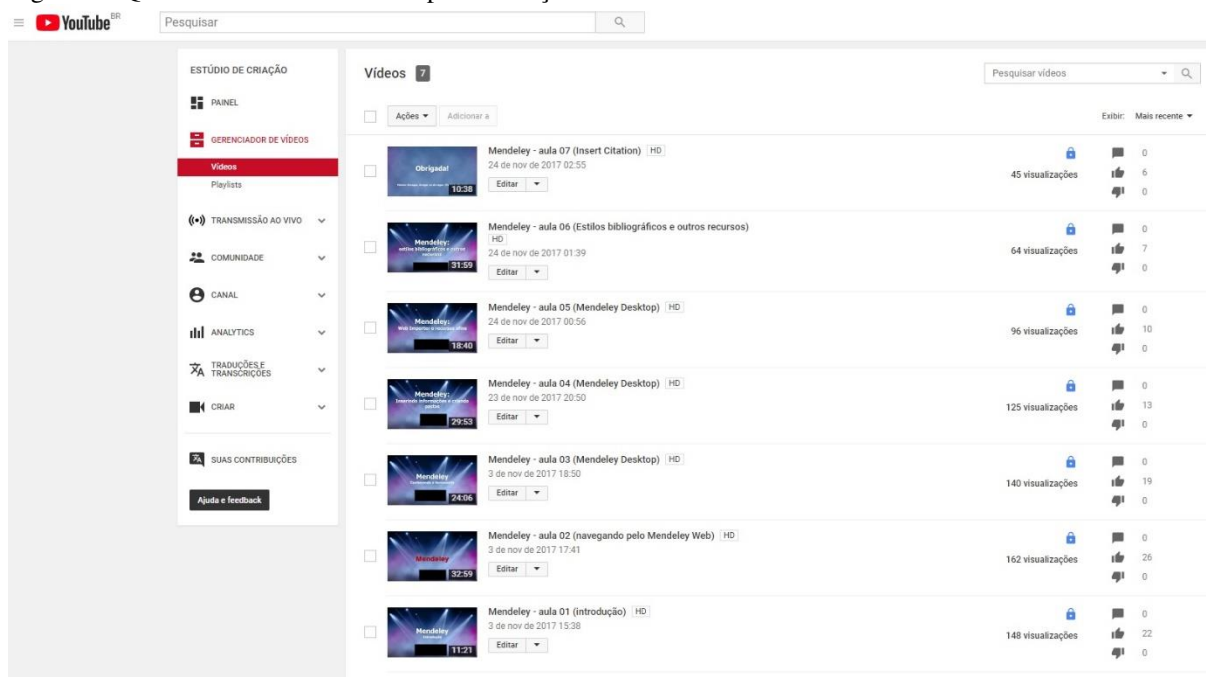 YouTube BR
Pesquisar
ESTÚDIO DE CRIAÇÃO
PAINEL
GERENCIADOR DE VÍDEOS
Vídeos
Playlists
TRANSMISSÃO AO VIVO
COMUNIDADE
CANAL
ANALYTICS
TRADUÇÕES E
TRANSCRIÇÕES
CRIAR
SUAS CONTRIBUIÇÕES
Ajuda e feedback
Vídeos 7
Pesquisar vídeos
Ações Adicionar a
Exibir: Mais recente
Obrigada!
10:38
Mendeley - aula 07 (Insert Citation) HD
24 de nov de 2017 02:55
Editar
45 visualizações
0
6
0
Mendeley:
estilos bibliográficos e outros
recursos
31:59
Mendeley - aula 06 (Estilos bibliográficos e outros recursos)
HD
24 de nov de 2017 01:39
Editar
64 visualizações
0
7
0
Mendeley:
18:40
Mendeley - aula 05 (Mendeley Desktop) HD
24 de nov de 2017 00:56
Editar
96 visualizações
0
10
0
Mendeley:
29:53
Mendeley - aula 04 (Mendeley Desktop) HD
23 de nov de 2017 20:50
Editar
125 visualizações
0
13
0
Mendeley
24:06
Mendeley - aula 03 (Mendeley Desktop) HD
3 de nov de 2017 18:50
Editar
140 visualizações
0
19
0
Mendeley
32:59
Mendeley - aula 02 (navegando pelo Mendeley Web) HD
3 de nov de 2017 17:41
Editar
162 visualizações
0
26
0
Mendeley
11:21
Mendeley - aula 01 (introdução) HD
3 de nov de 2017 15:38
Editar
148 visualizações
0
22
0